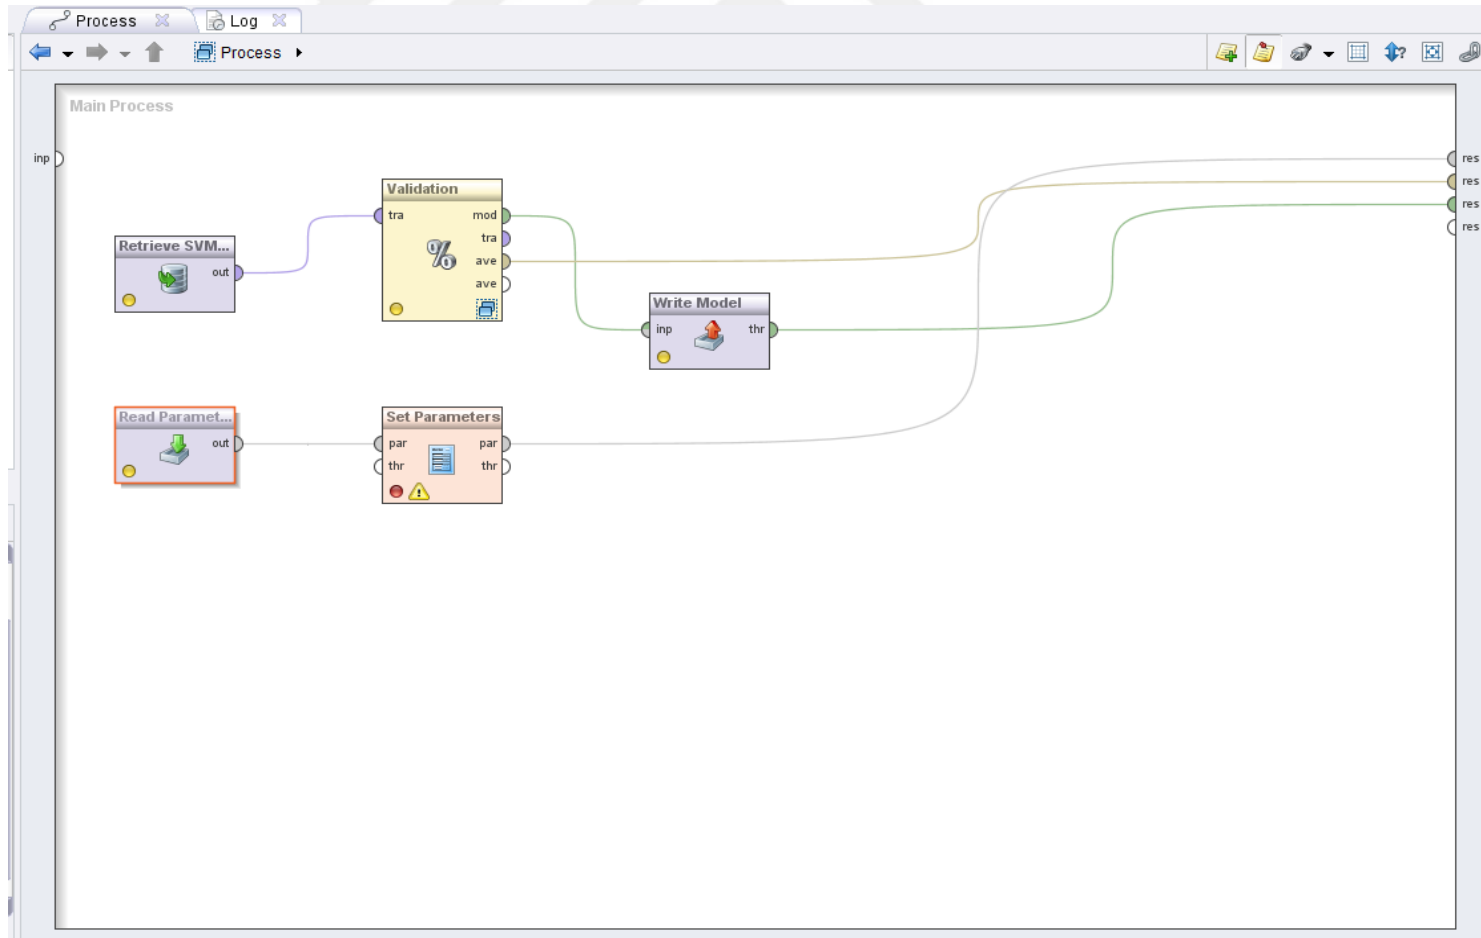 Process
Log
Process
Main Process
inp
res
res
res
res
Validation
tra
mod
tra
ave
ave
Retrieve SVM...
out
Write Model
inp
thr
Read Paramet...
out
Set Parameters
par
par
thr
thr